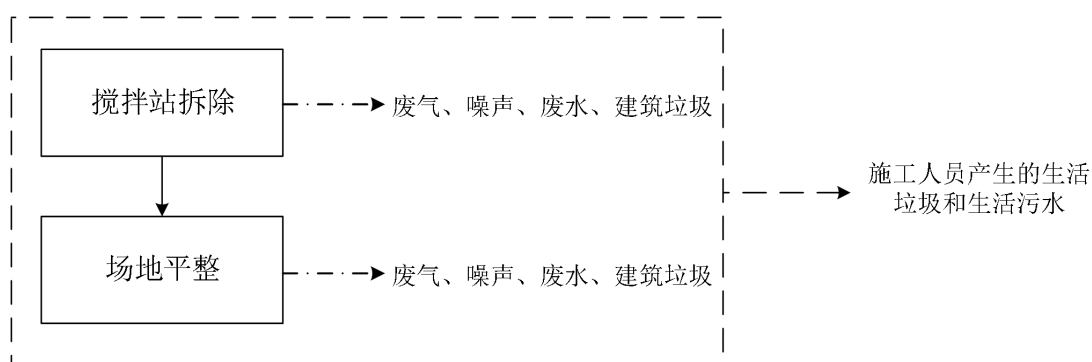 搅拌站拆除
废气、噪声、废水、建筑垃圾
施工人员产生的生活
垃圾和生活污水
场地平整
废气、噪声、废水、建筑垃圾